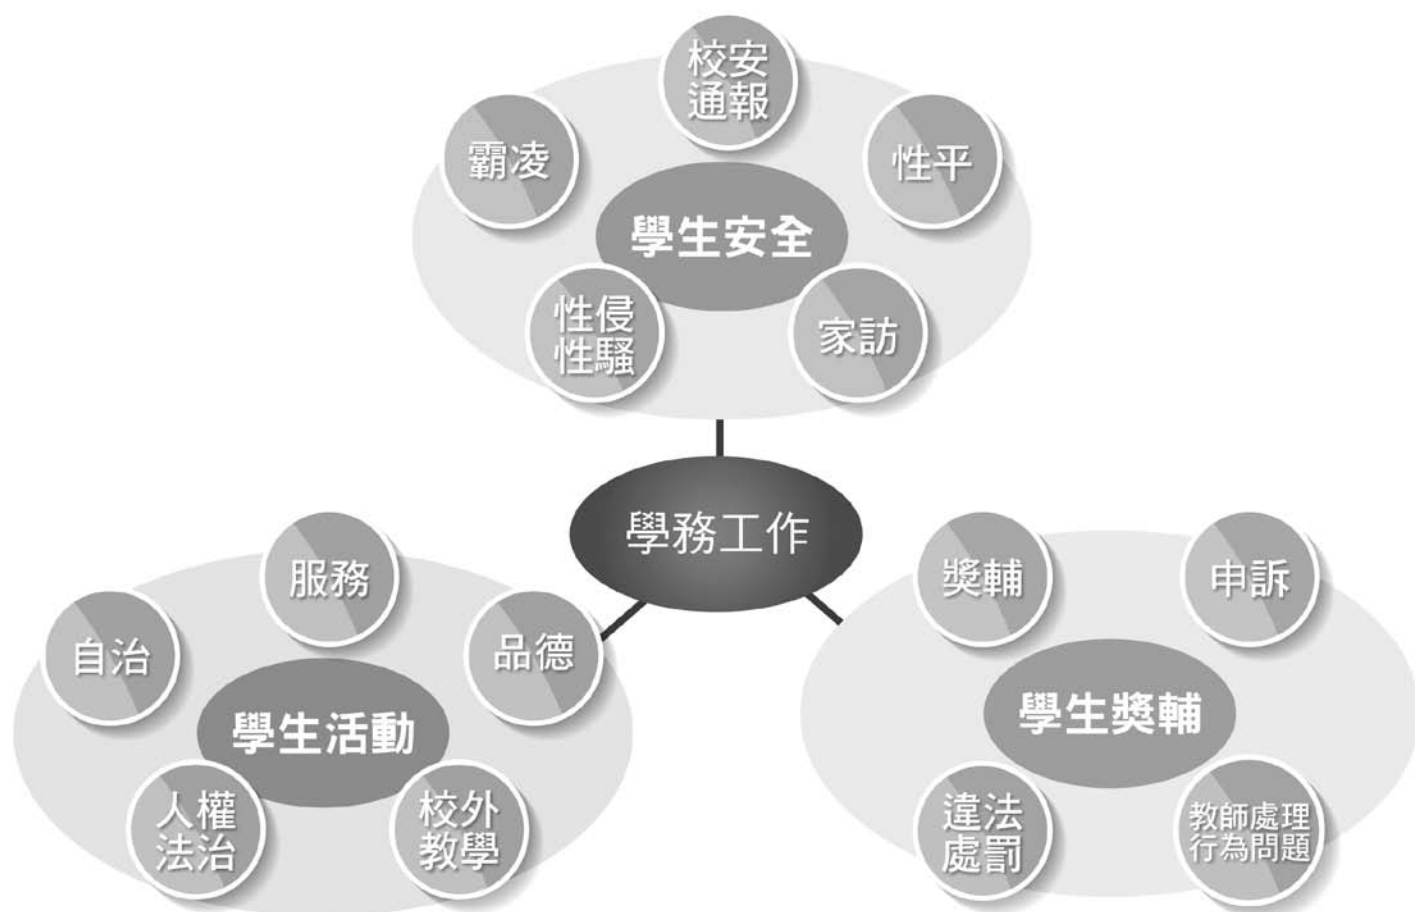 校安
通報
霸凌
性平
學生安全
性侵
性騷
家訪
學務工作
服務
自治
品德
學生活動
人權
法治
校外
教學
獎輔
申訴
學生獎輔
違法
處罰
教師處理
行為問題